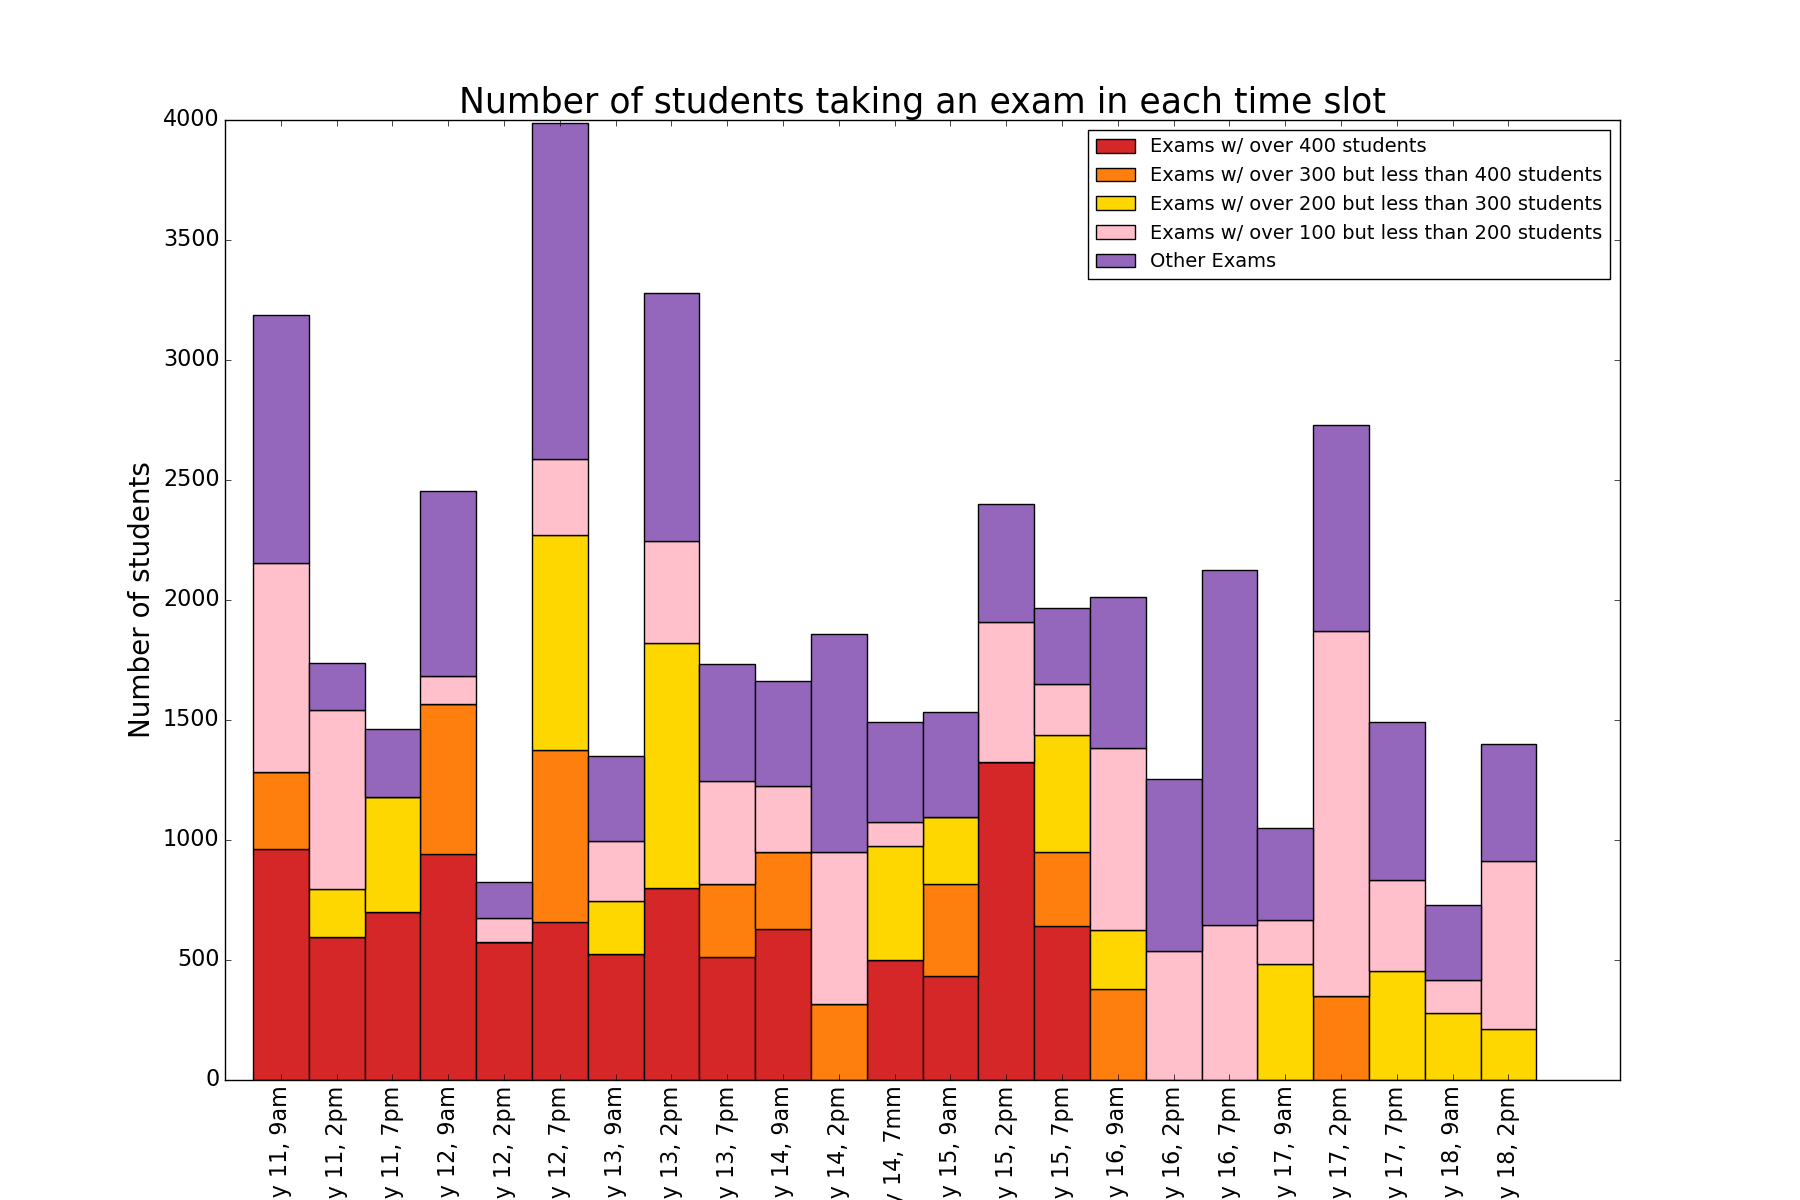 Number of students taking an exam in each time slot
4000
3500
3000
2500
2000
1500
1000
500
0
Number of students
Exams w/ over 400 students
Exams w/ over 300 but less than 400 students
Exams w/ over 200 but less than 300 students
Exams w/ over 100 but less than 200 students
Other Exams
y 11, 9am
y 11, 2pm
y 11, 7pm
y 12, 9am
y 12, 2pm
y 12, 7pm
y 13, 9am
y 13, 2pm
y 13, 7pm
y 14, 9am
y 14, 2pm
y 14, 7mm
y 15, 9am
y 15, 2pm
y 15, 7pm
y 16, 9am
y 16, 2pm
y 16, 7pm
y 17, 9am
y 17, 2pm
y 17, 7pm
y 18, 9am
y 18, 2pm